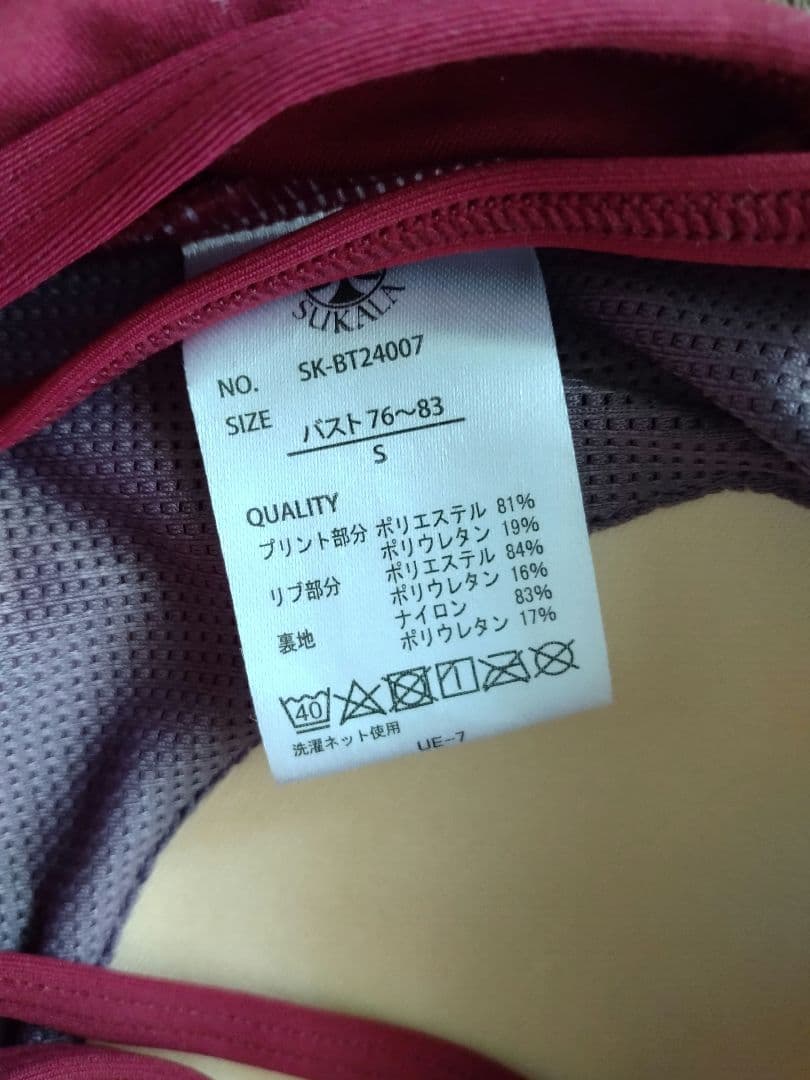 SUKALA
NO. SK-BT24007
SIZE バスト 76～83
S
QUALITY
プリント部分 ポリエステル 81%
ポリウレタン 19%
リブ部分 ポリエステル 84%
ポリウレタン 16%
裏地 ナイロン 83%
ポリウレタン 17%
40
洗濯ネット使用